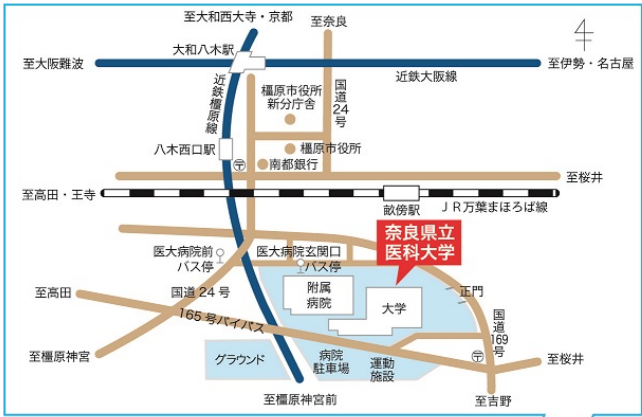 至大和西大寺・京都
至奈良
大和八木駅
至大阪難波
至伊勢・名古屋
近鉄大阪線
近鉄橿原線
国道24号
橿原市役所
新分庁舎
八木西口駅
橿原市役所
南都銀行
至桜井
至高田・王寺
畝傍駅
JR万葉まほろば線
奈良県立
医科大学
医大病院前
バス停
医大病院玄関口
バス停
至高田
国道24号
附属
病院
大学
正門
165号バイパス
国道169号
至橿原神宮
グラウンド
病院
駐車場
運動
施設
至桜井
至橿原神宮前
至吉野